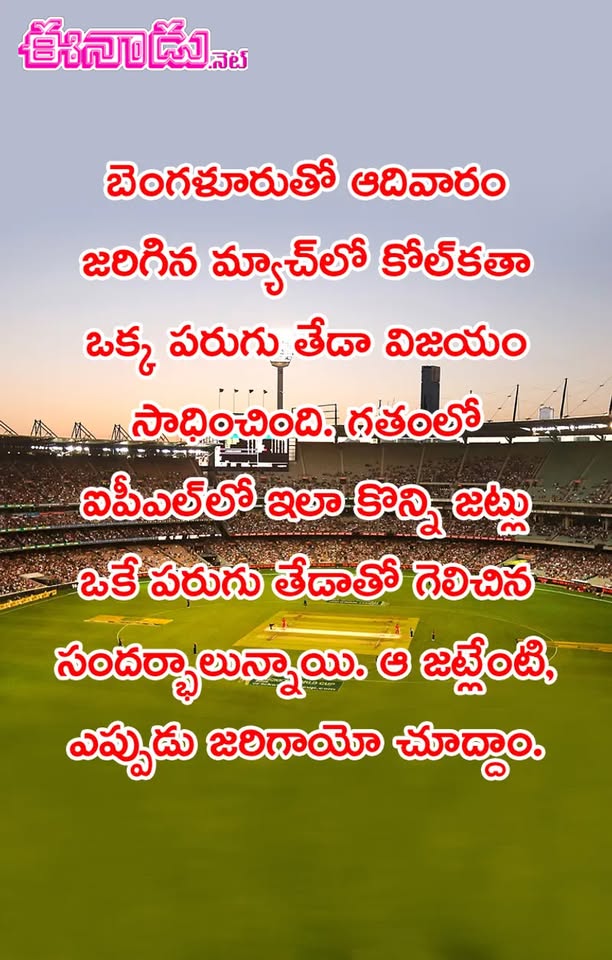 ఈనాడు.నెట్
బెంగళూరుతో ఆదివారం
జరిగిన మ్యాచ్‌లో కోల్‌కతా
ఒక్క పరుగు తేడా విజయం
సాధించింది. గతంలో
ఐపీఎల్‌లో ఇలా కొన్ని జట్లు
ఒకే పరుగు తేడాతో గెలిచిన
సందర్భాలున్నాయి. ఆ జట్లేంటి,
ఎప్పుడు జరిగాయో చూద్దాం.